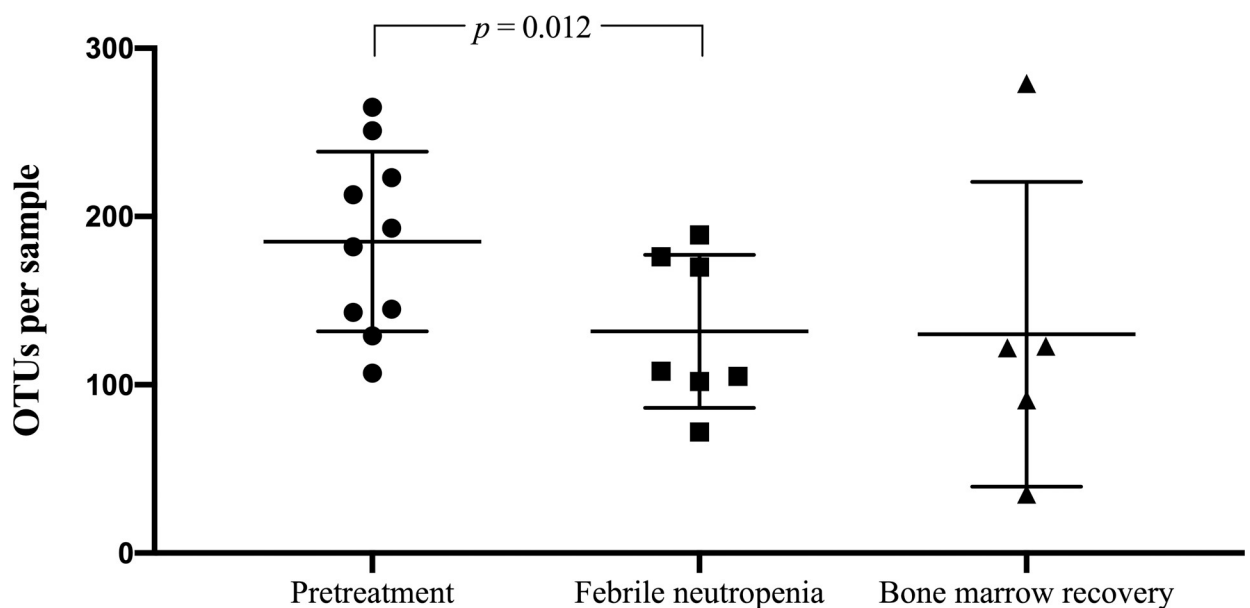 p = 0.012
300
200
100
0
OTUs per sample
Pretreatment
Febrile neutropenia
Bone marrow recovery